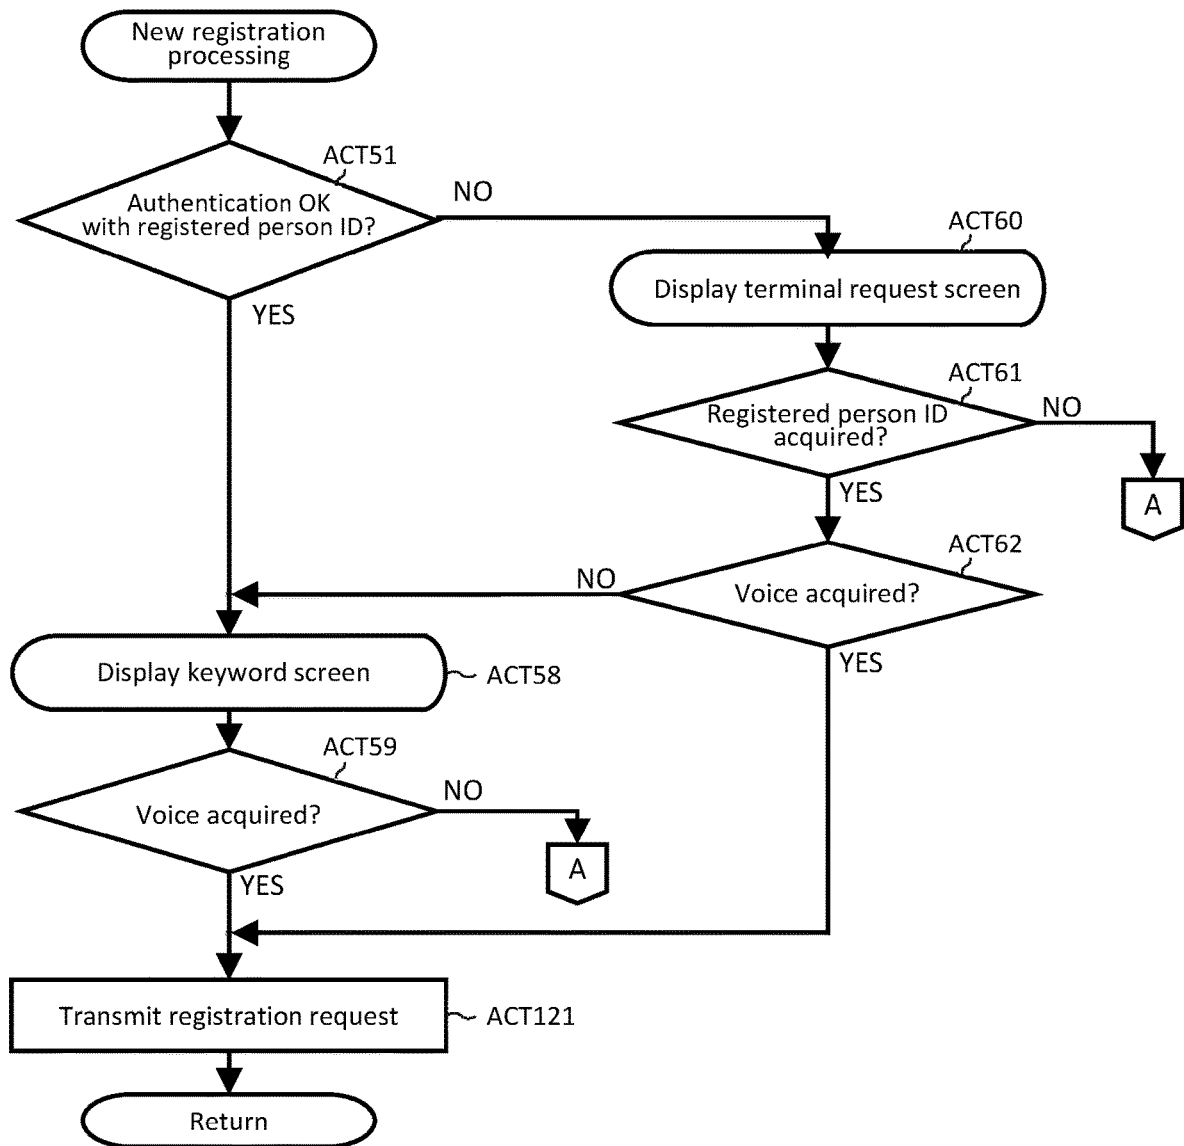 New registration
processing
ACT51
Authentication OK
with registered person ID?
NO
YES
ACT60
Display terminal request screen
ACT61
Registered person ID
acquired?
NO
A
YES
ACT62
Voice acquired?
NO
YES
Display keyword screen
ACT58
ACT59
Voice acquired?
NO
A
YES
Transmit registration request
ACT121
Return